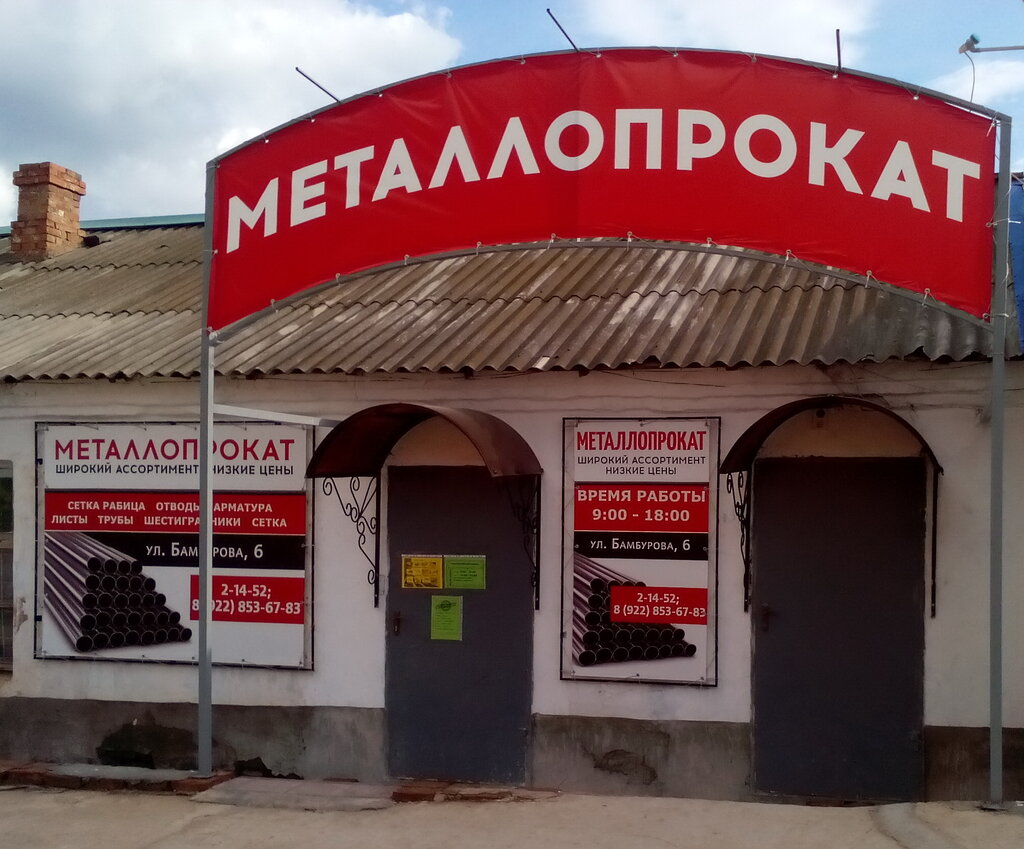 МЕТАЛЛОПРОКАТ
МЕТАЛЛОПРОКАТ
ШИРОКИЙ АССОРТИМЕНТ НИЗКИЕ ЦЕНЫ
СЕТКА РАБИЦА ОТВОДЫ АРМАТУРА
ЛИСТЫ ТРУБЫ ШЕСТИГРАННИКИ СЕТКА
УЛ. БАМБУРОВА, 6
2-14-52;
8 (922) 853-67-83
МЕТАЛЛОПРОКАТ
ШИРОКИЙ АССОРТИМЕНТ
НИЗКИЕ ЦЕНЫ
ВРЕМЯ РАБОТЫ
9:00 - 18:00
УЛ. БАМБУРОВА, 6
2-14-52;
8 (922) 853-67-83